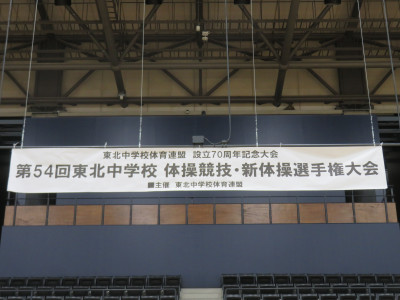 東北中学校体育連盟 設立70周年記念大会
第54回東北中学校 体操競技・新体操選手権大会
■主催 東北中学校体育連盟